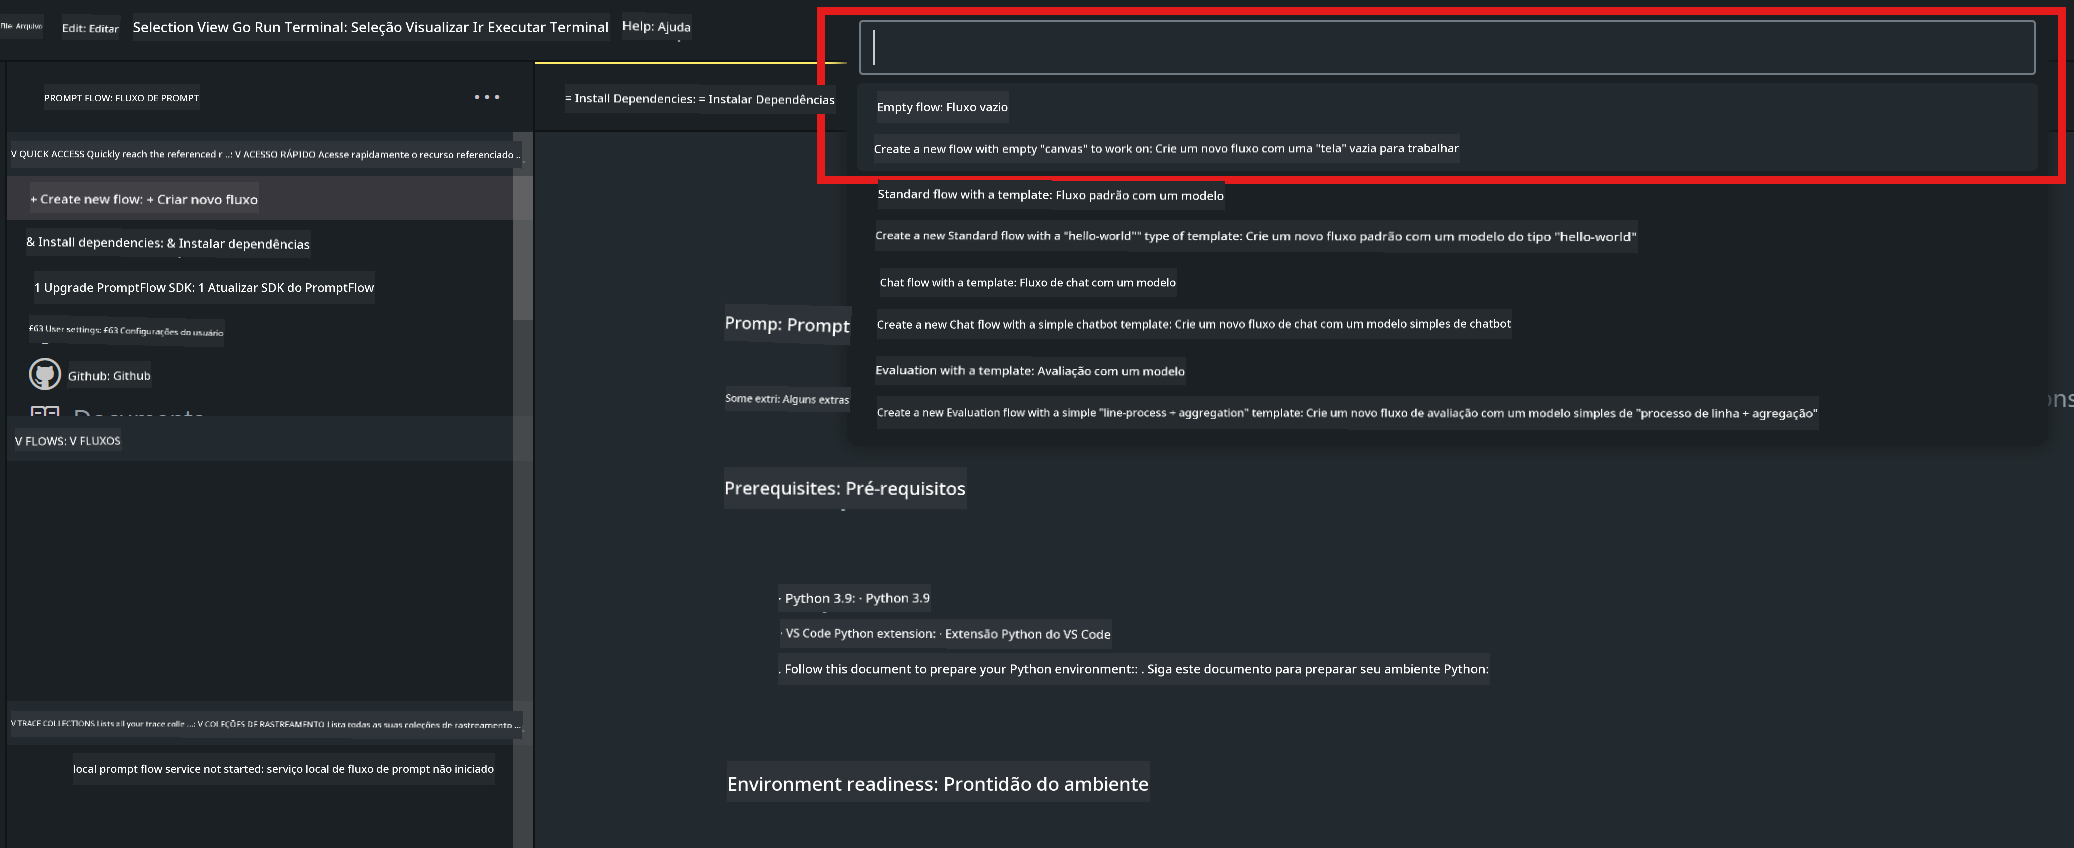 File: Arquivo
Edit: Editar
Selection View Go Run Terminal: Seleção Visualizar Ir Executar Terminal
Help: Ajuda
PROMPT FLOW: FLUXO DE PROMPT
V QUICK ACCESS Quickly reach the referenced r ..: V ACESSO RÁPIDO Acesse rapidamente o recurso referenciado ..
+ Create new flow: + Criar novo fluxo
& Install dependencies: & Instalar dependências
1 Upgrade PromptFlow SDK: 1 Atualizar SDK do PromptFlow
£63 User settings: £63 Configurações do usuário
Github: Github
Documents
V FLOWS: V FLUXOS
V TRACE COLLECTIONS Lists all your trace colle ...: V COLEÇÕES DE RASTREAMENTO Lista todas as suas coleções de rastreamento ...
local prompt flow service not started: serviço local de fluxo de prompt não iniciado
= Install Dependencies: = Instalar Dependências
Empty flow: Fluxo vazio
Create a new flow with empty "canvas" to work on: Crie um novo fluxo com uma "tela" vazia para trabalhar
Standard flow with a template: Fluxo padrão com um modelo
Create a new Standard flow with a "hello-world"" type of template: Crie um novo fluxo padrão com um modelo do tipo "hello-world"
Chat flow with a template: Fluxo de chat com um modelo
Create a new Chat flow with a simple chatbot template: Crie um novo fluxo de chat com um modelo simples de chatbot
Evaluation with a template: Avaliação com um modelo
Create a new Evaluation flow with a simple "line-process + aggregation" template: Crie um novo fluxo de avaliação com um modelo simples de "processo de linha + agregação"
Promp: Prompt
Some extri: Alguns extras
Prerequisites: Pré-requisitos
· Python 3.9: · Python 3.9
· VS Code Python extension: · Extensão Python do VS Code
. Follow this document to prepare your Python environment:: . Siga este documento para preparar seu ambiente Python:
Environment readiness: Prontidão do ambiente